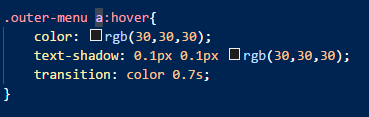 .outer-menu a:hover{
color: rgb(30,30,30);
text-shadow: 0.1px 0.1px rgb(30,30,30);
transition: color 0.7s;
}